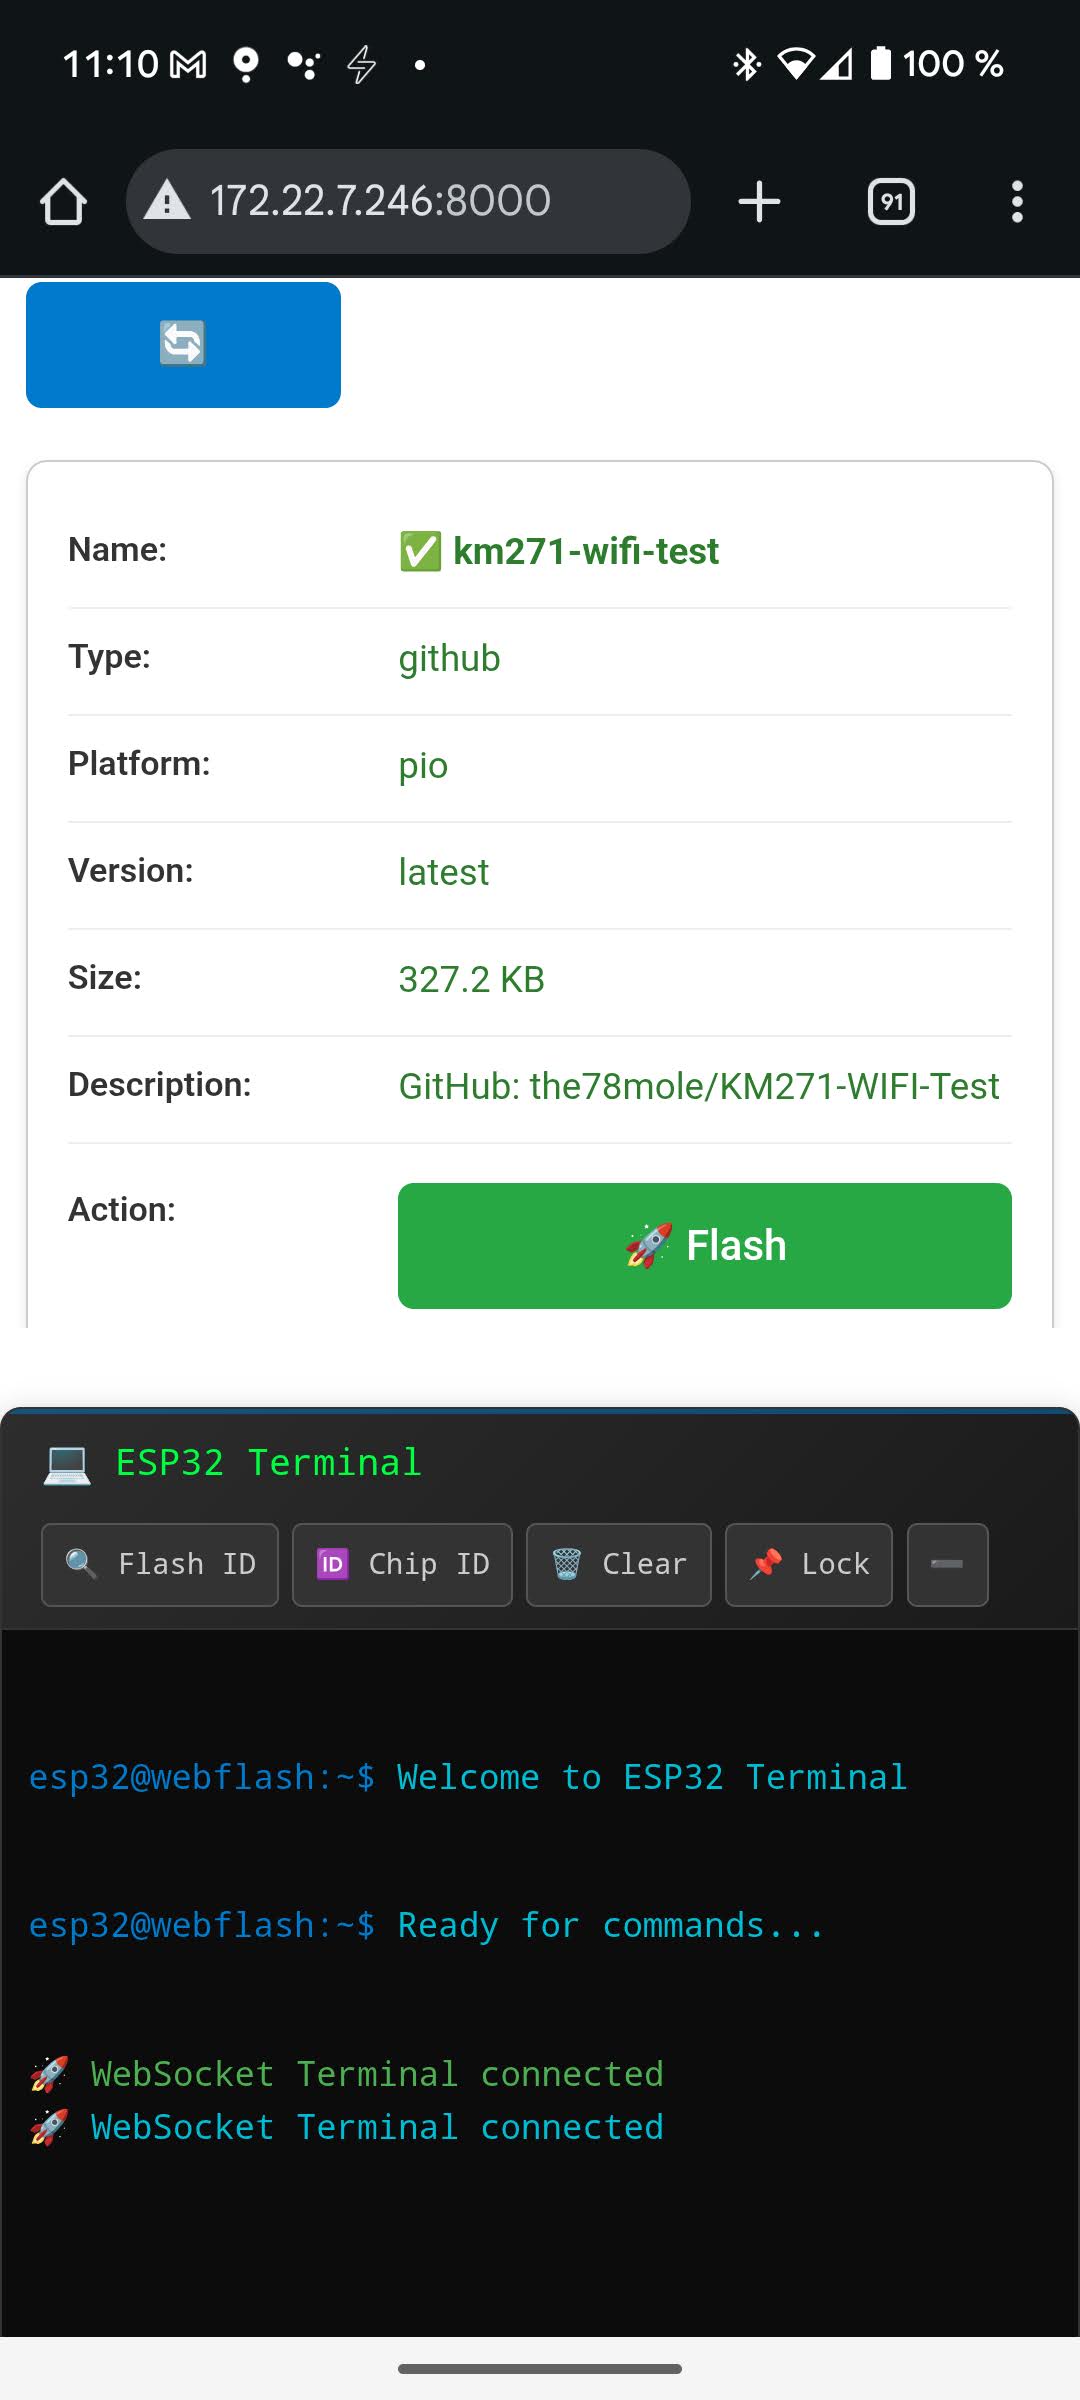 11:10
100 %
172.22.7.246:8000
91
Name: ✅ km271-wifi-test
Type: github
Platform: pio
Version: latest
Size: 327.2 KB
Description: GitHub: the78mole/KM271-WIFI-Test
Action: 🚀 Flash
💻 ESP32 Terminal
🔍 Flash ID
🆔 Chip ID
🗑️ Clear
📌 Lock
➖
esp32@webflash:~$ Welcome to ESP32 Terminal
esp32@webflash:~$ Ready for commands...
🚀 WebSocket Terminal connected
🚀 WebSocket Terminal connected